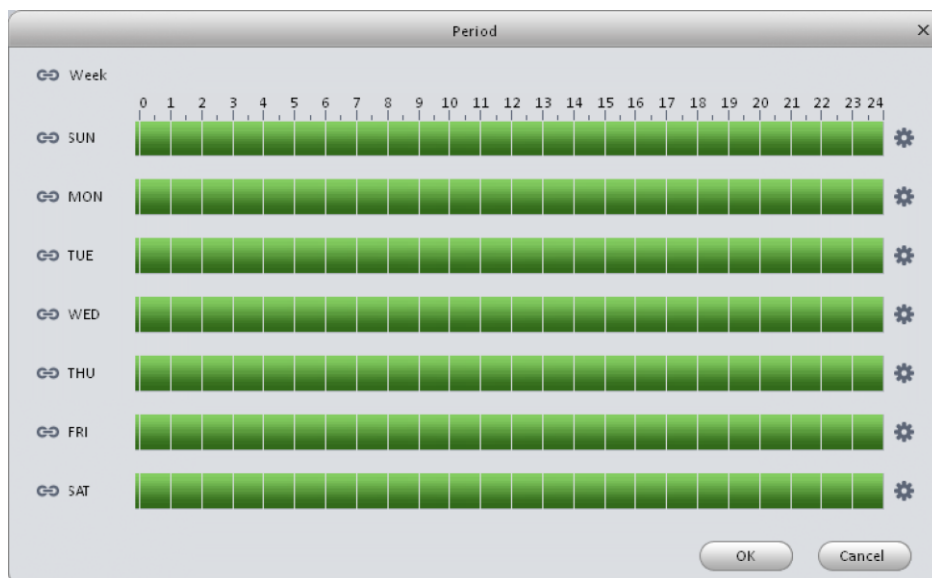 Period
Week
0 1 2 3 4 5 6 7 8 9 10 11 12 13 14 15 16 17 18 19 20 21 22 23 24
SUN
MON
TUE
WED
THU
FRI
SAT
OK Cancel